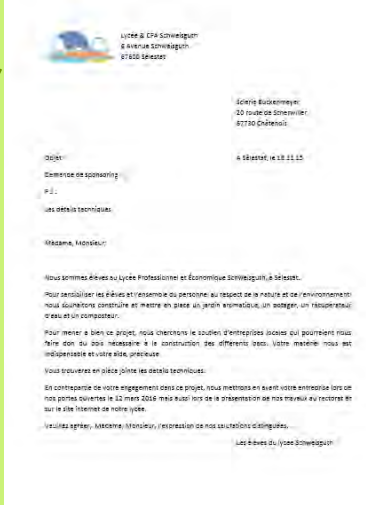 Lycée & CFA Schweisguth
6 Avenue Schweisguth
67600 Sélestat
Scierie Buckenmeyer
20 route de Scherwiller
67730 Châtenois
Objet :
A Sélestat, le 13.11.15
Demande de sponsoring
P.J. :
Les détails techniques
Madame, Monsieur,
Nous sommes élèves au Lycée Professionnel et Économique Schweisguth, à Sélestat.
Pour sensibiliser les élèves et l'ensemble du personnel au respect de la nature et de l'environnement
nous souhaitons construire et mettre en place un jardin aromatique, un potager, un récupérateur
d'eau et un composteur.
Pour mener à bien ce projet, nous cherchons le soutien d'entreprises locales qui pourraient nous
faire don du bois nécessaire à la construction des différents bacs. Votre matériel nous est
indispensable et votre aide, précieuse.
Vous trouverez en pièce jointe les détails techniques.
En contrepartie de votre engagement dans ce projet, nous mettrons en avant votre entreprise lors de
nos portes ouvertes le 12 mars 2016 mais aussi lors de la présentation de nos travaux au rectorat et
sur le site internet de notre lycée.
Veuillez agréer, Madame, Monsieur, l'expression de nos salutations distinguées.
Les élèves du lycée Schweisguth